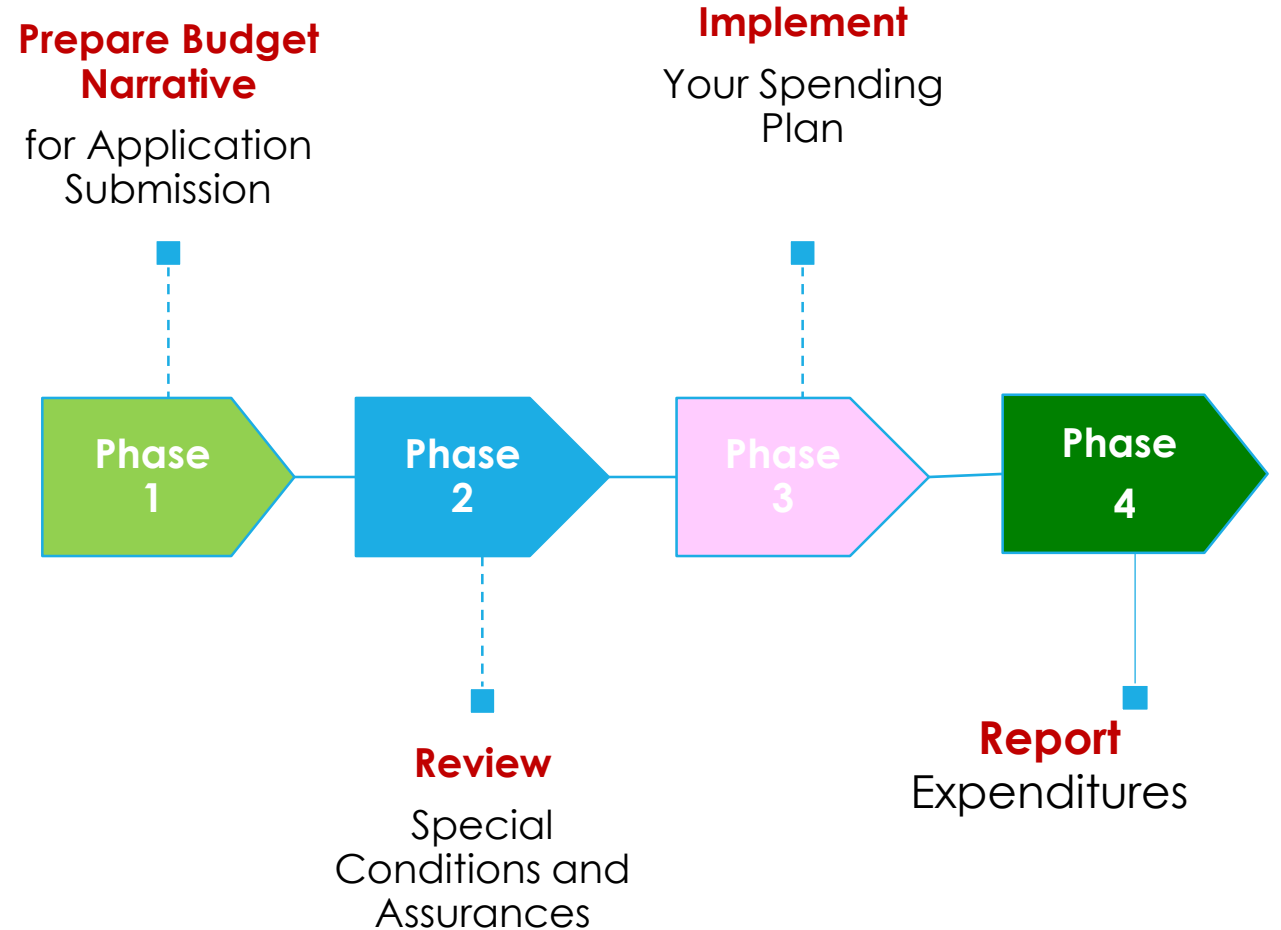 Prepare Budget
Narrative
for Application
Submission
Implement
Your Spending
Plan
Phase
1
Phase
2
Phase
3
Phase
4
Review
Special
Conditions and
Assurances
Report
Expenditures